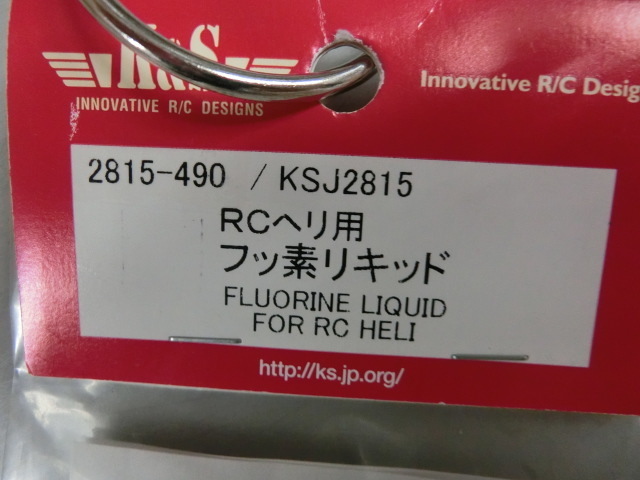 K&S
INNOVATIVE R/C DESIGNS
Innovative R/C Desig
2815-490 / KSJ2815
RCヘリ用
フッ素リキッド
FLUORINE LIQUID
FOR RC HELI
http://ks.jp.org/